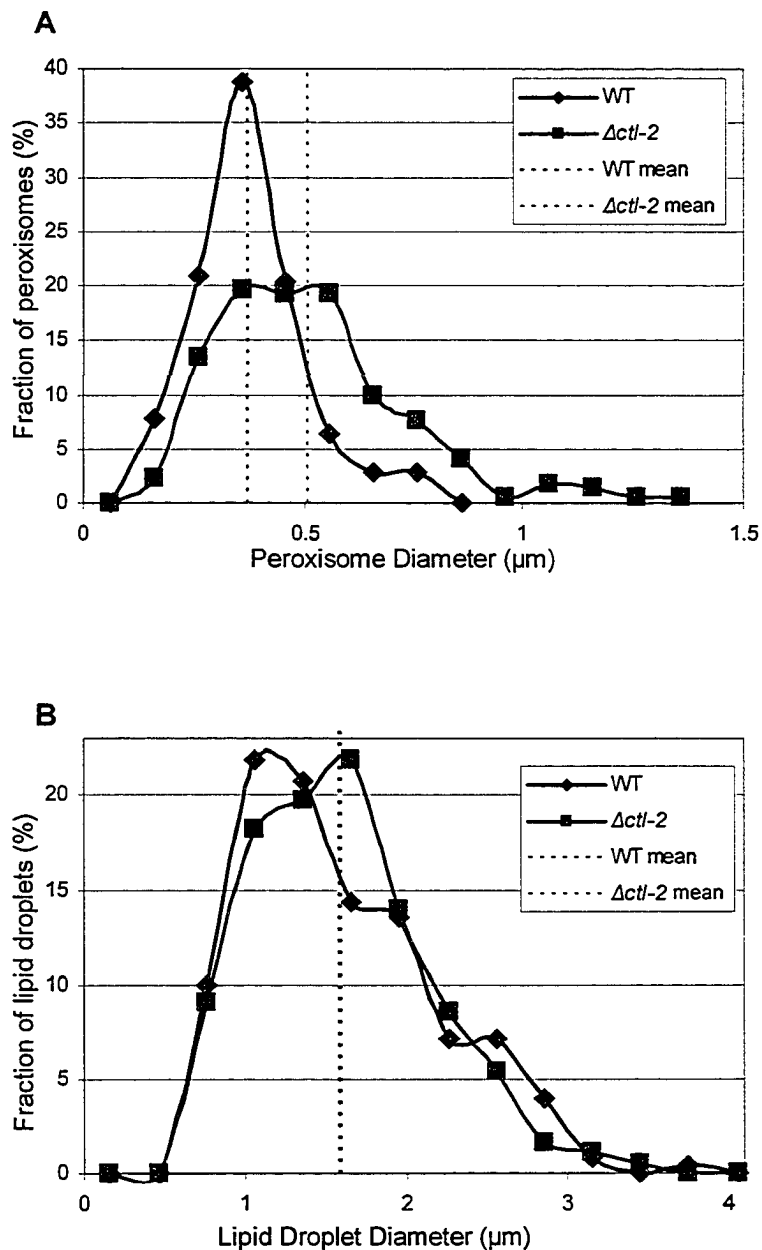 A
Fraction of peroxisomes (%)
40
35
30
25
20
15
10
5
0
0
0.5
1
1.5
Peroxisome Diameter (µm)
WT
Δctl-2
WT mean
Δctl-2 mean
B
Fraction of lipid droplets (%)
20
15
10
5
0
0
1
2
3
4
Lipid Droplet Diameter (µm)
WT
Δctl-2
WT mean
Δctl-2 mean